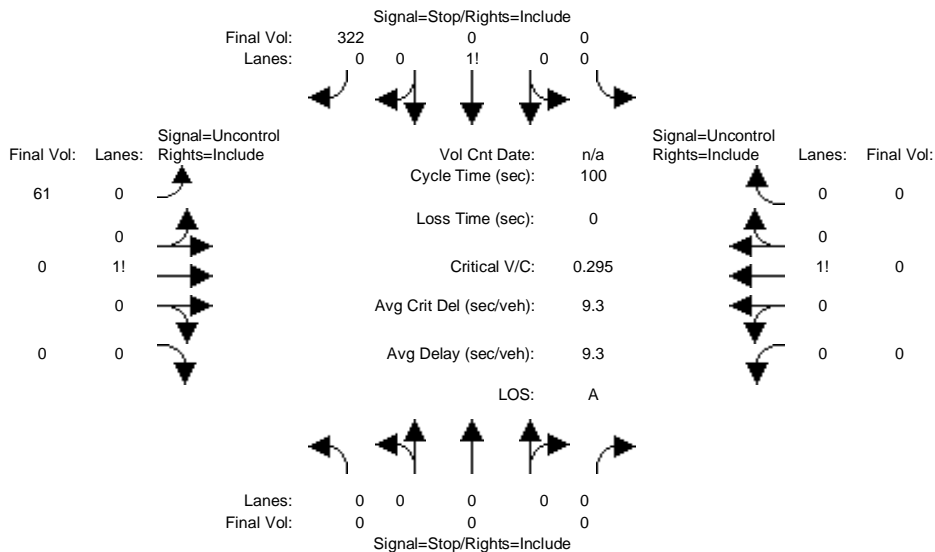 Signal=Stop/Rights=Include
Final Vol: 322 0 0
Lanes: 0 0 1! 0 0
Signal=Uncontrol
Final Vol: Lanes: Rights=Include
61 0
0
0 1!
0
0 0
Vol Cnt Date: n/a
Cycle Time (sec): 100
Loss Time (sec): 0
Critical V/C: 0.295
Avg Crit Del (sec/veh): 9.3
Avg Delay (sec/veh): 9.3
LOS: A
Signal=Uncontrol
Rights=Include Lanes: Final Vol:
0 0
0
1! 0
0
0 0
Lanes: 0 0 0 0 0
Final Vol: 0 0 0
Signal=Stop/Rights=Include